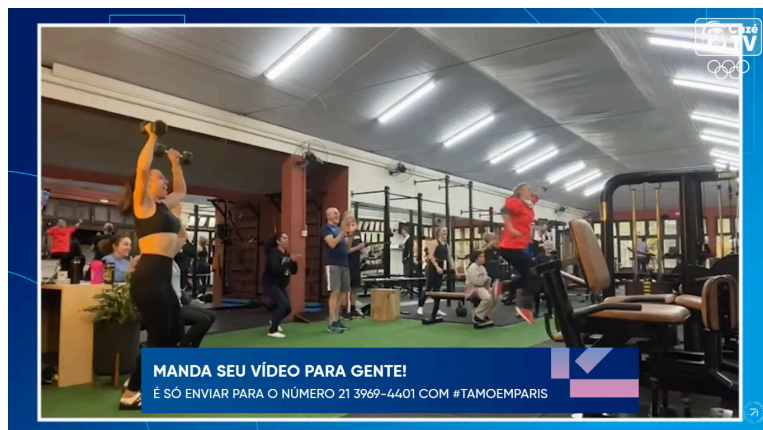 Cazé
TV
MANDA SEU VÍDEO PARA GENTE!
É SÓ ENVIAR PARA O NÚMERO 21 3969-4401 COM #TAMOEMPARIS